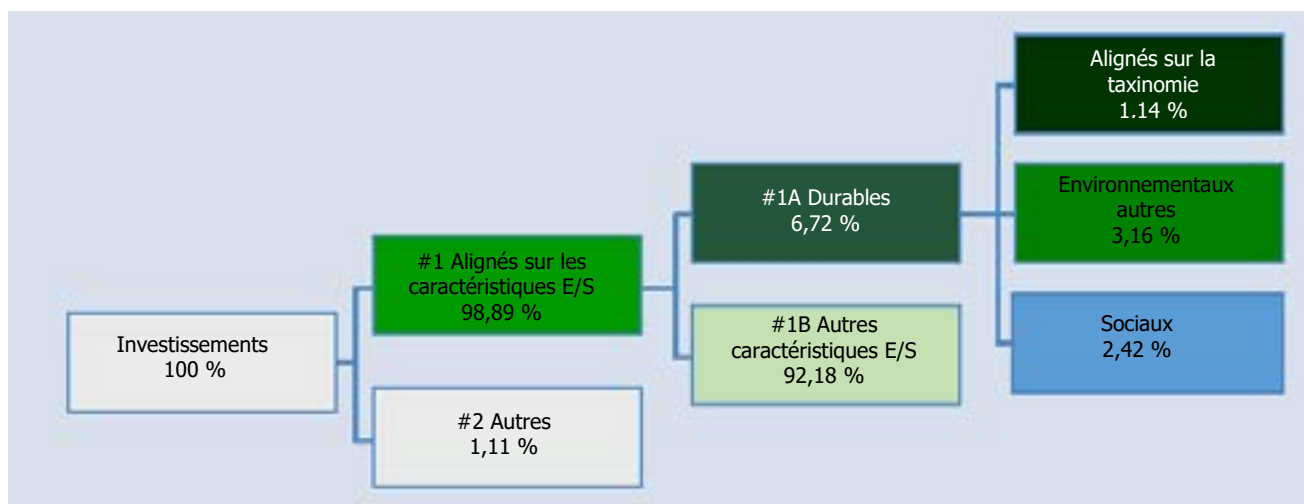 Investissements
100 %
#1 Alignés sur les
caractéristiques E/S
98,89 %
#2 Autres
1,11 %
#1A Durables
6,72 %
#1B Autres
caractéristiques E/S
92,18 %
Alignés sur la
taxinomie
1.14 %
Environnementaux
autres
3,16 %
Sociaux
2,42 %